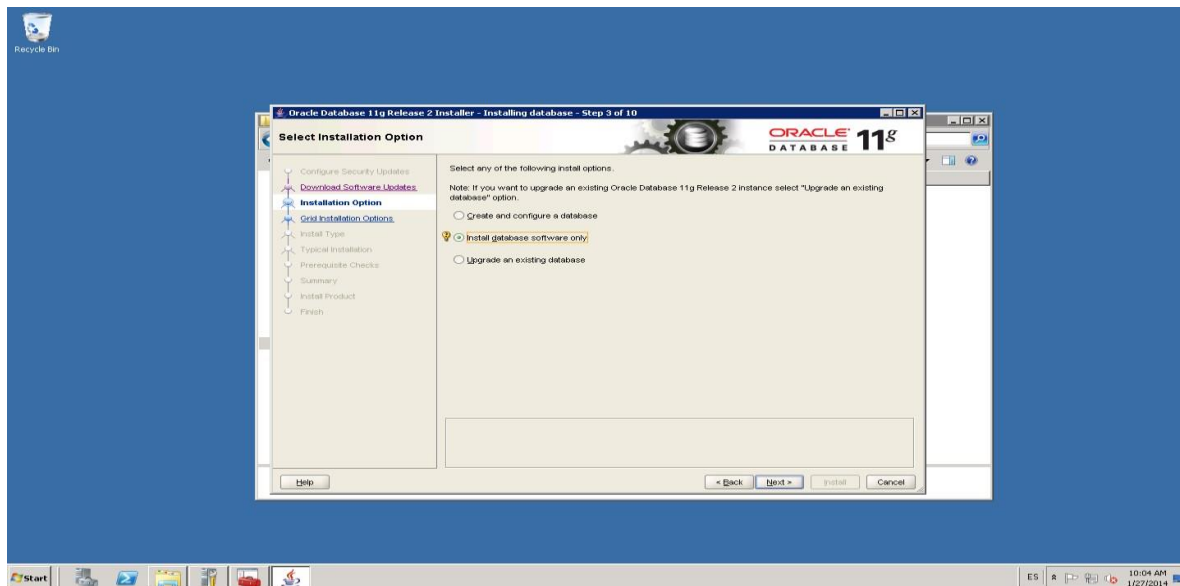 Recycle Bin
Oracle Database 11g Release 2 Installer - Installing database - Step 3 of 10
Select Installation Option
ORACLE
DATABASE
11g
Configure Security Updates
Download Software Updates
Installation Option
Grid Installation Options
Install Type
Typical Installation
Prerequisite Checks
Summary
Install Product
Finish
Select any of the following install options.
Note: If you want to upgrade an existing Oracle Database 11g Release 2 instance select "Upgrade an existing
database" option.
Create and configure a database
Install database software only
Upgrade an existing database
Help
< Back
Next >
Install
Cancel
Start
ES
10:04 AM
1/27/2014